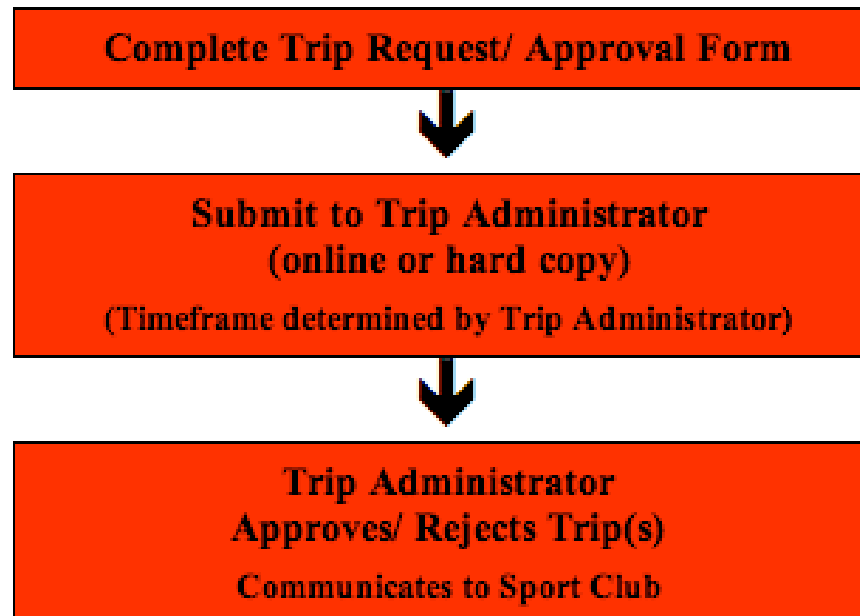 Complete Trip Request/ Approval Form
Submit to Trip Administrator
(online or hard copy)
(Timeframe determined by Trip Administrator)
Trip Administrator
Approves/ Rejects Trip(s)
Communicates to Sport Club